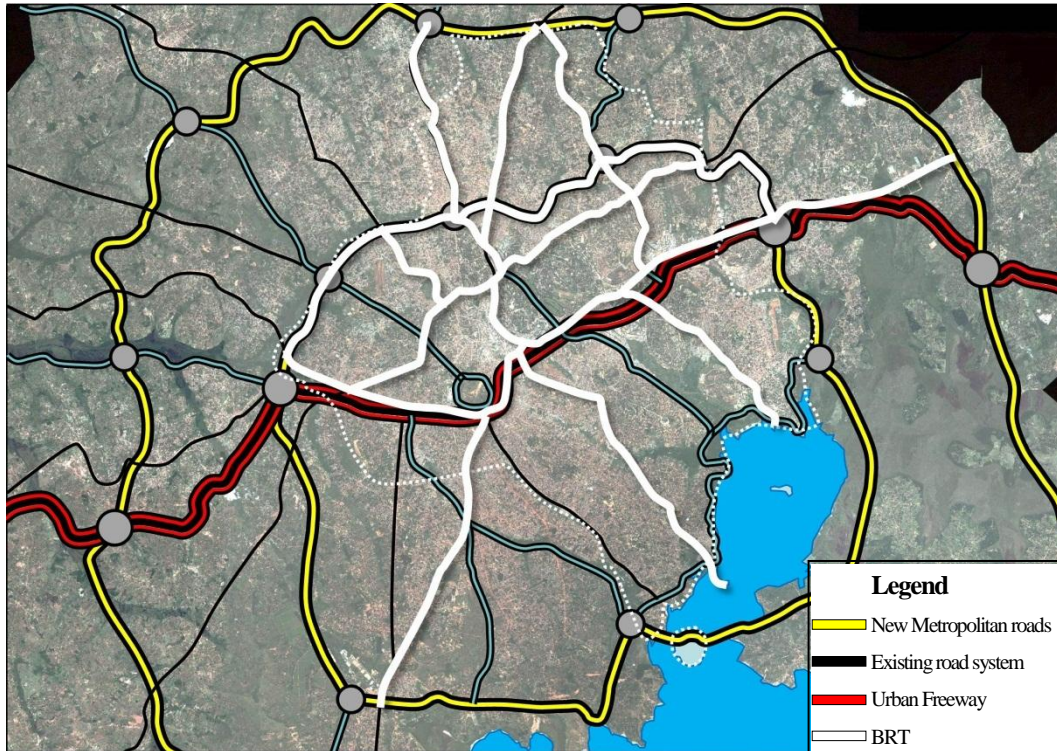 Legend
New Metropolitan roads
Existing road system
Urban Freeway
BRT